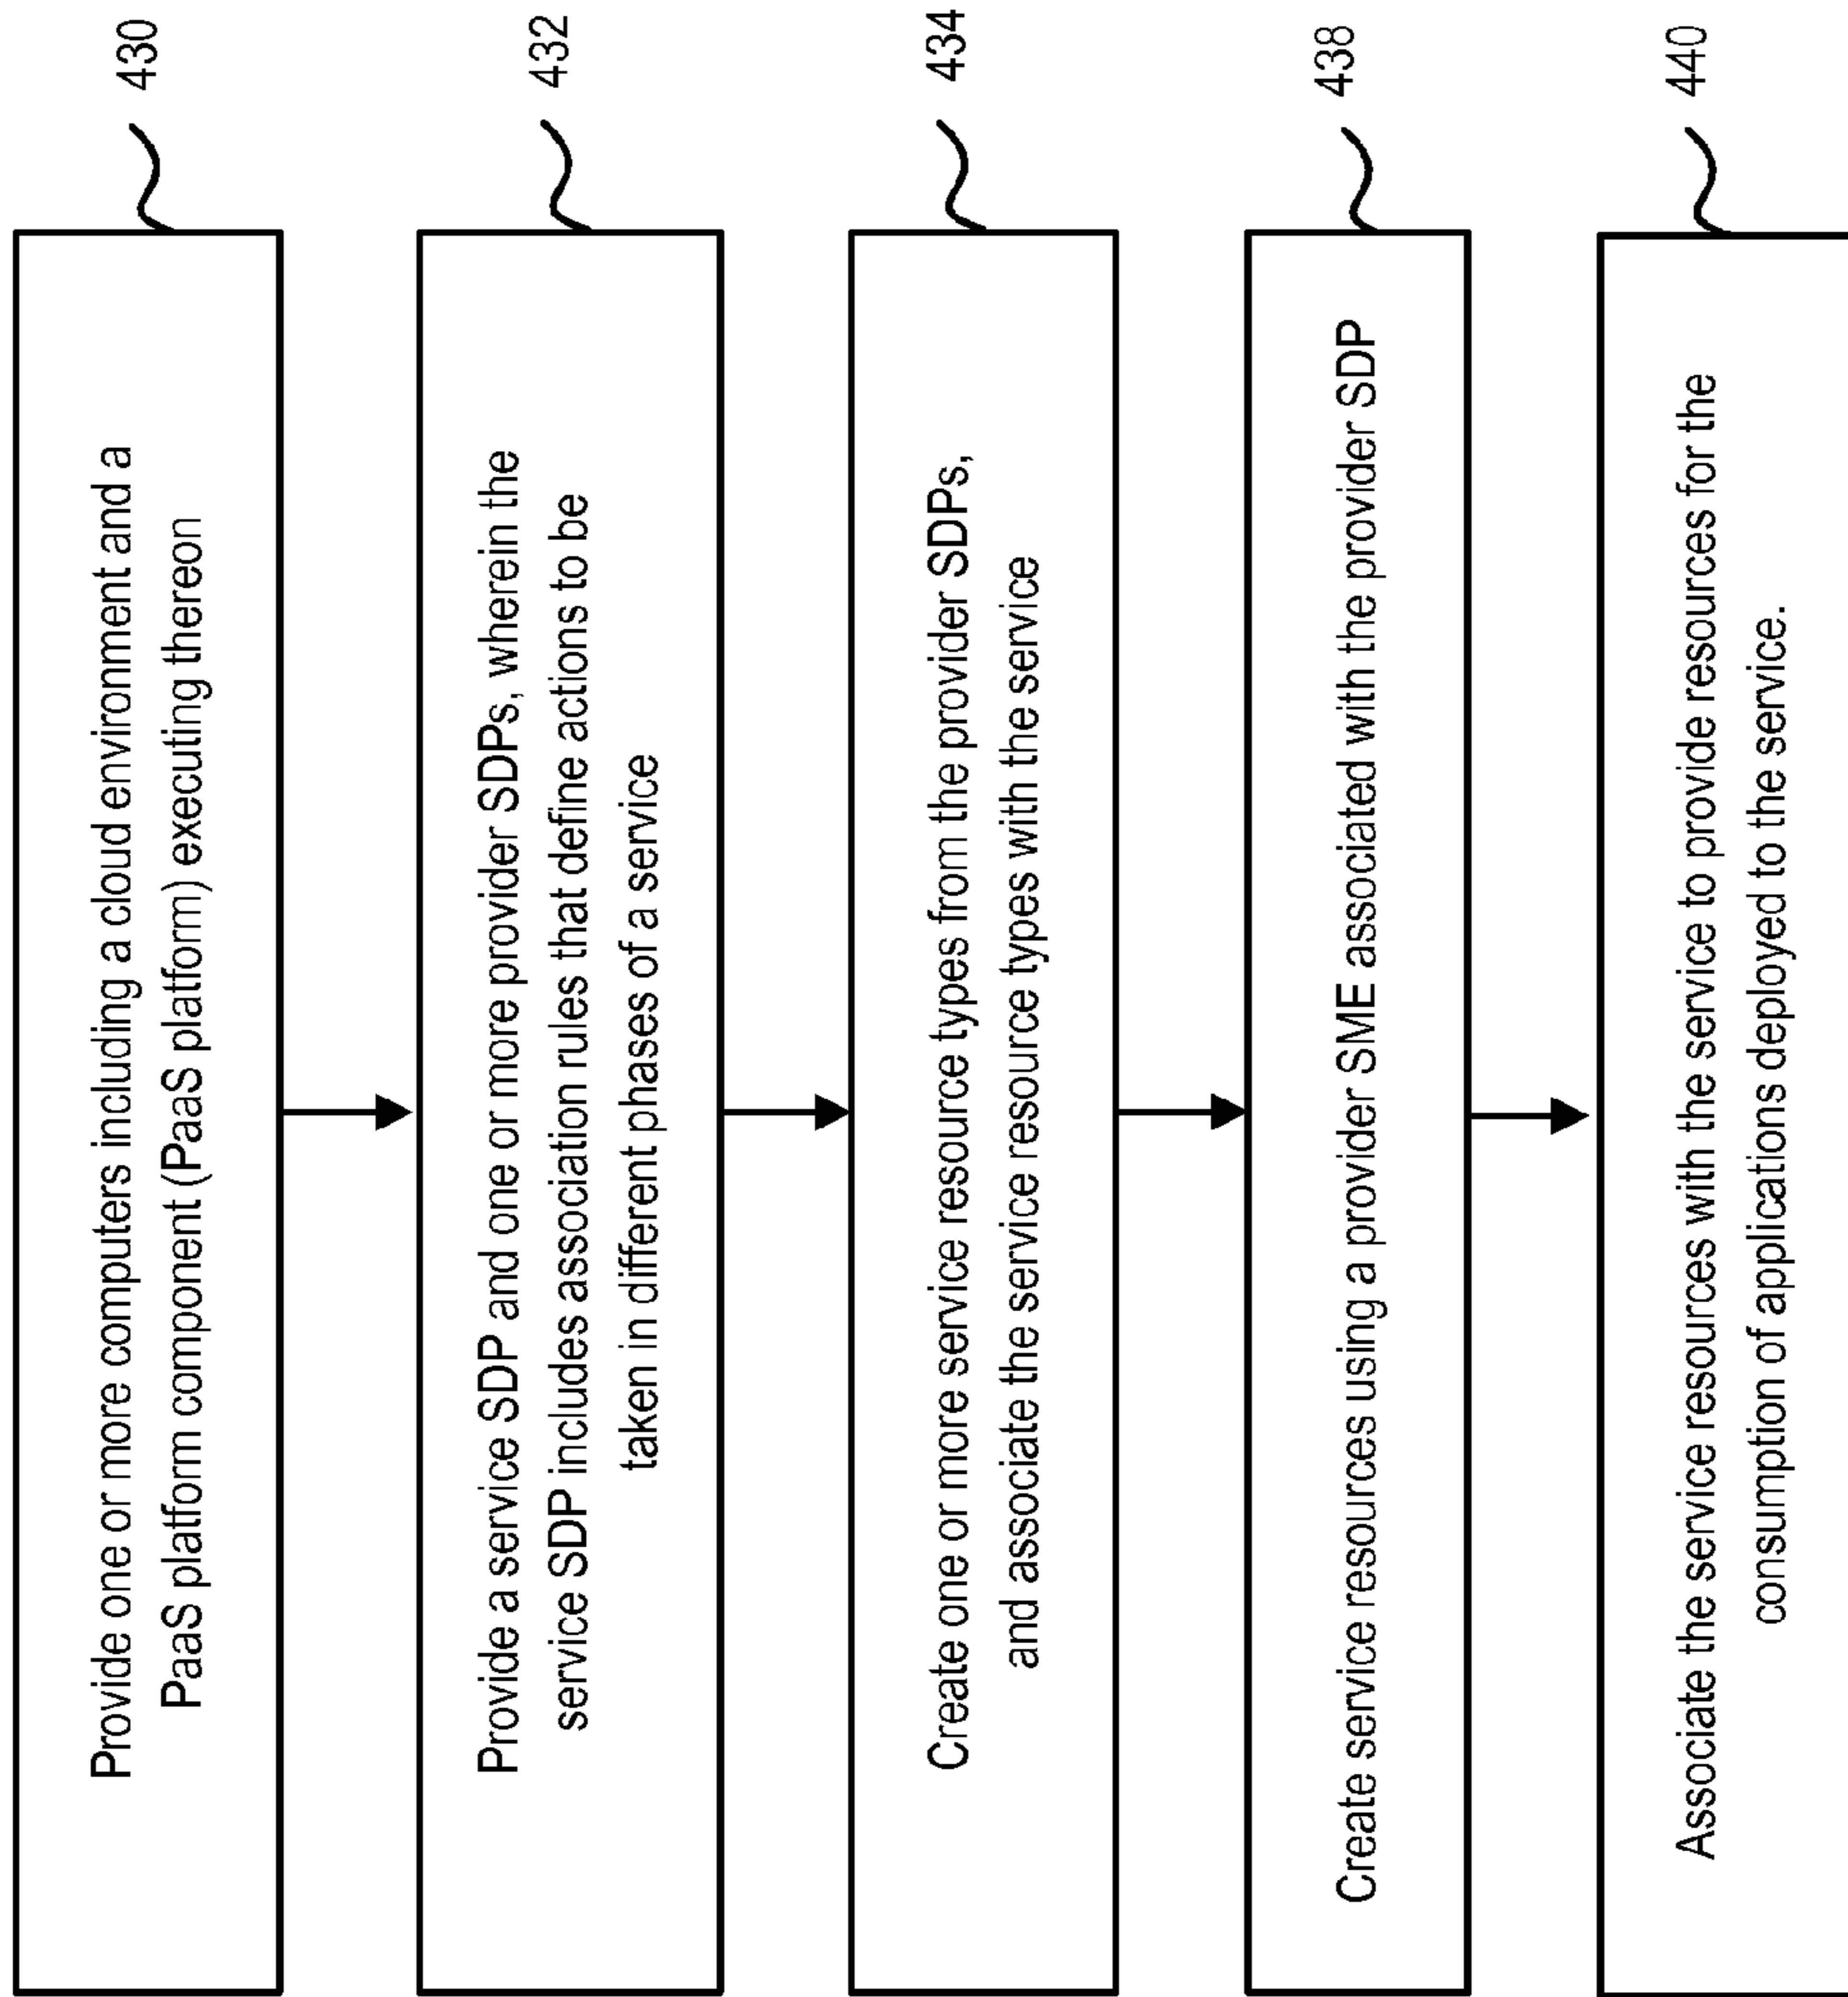 Provide one or more computers including a cloud environment and a
PaaS platform component (PaaS platform) executing thereon
430
Provide a service SDP and one or more provider SDPs, wherein the
service SDP includes association rules that define actions to be
taken in different phases of a service
432
Create one or more service resource types from the provider SDPs,
and associate the service resource types with the service
434
Create service resources using a provider SME associated with the provider SDP
438
Associate the service resources with the service to provide resources for the
consumption of applications deployed to the service.
440